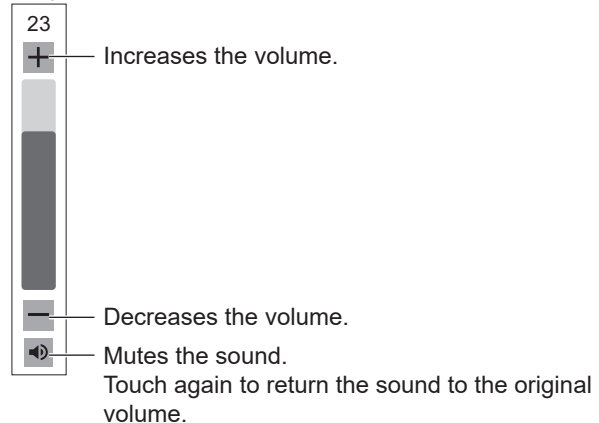 23
Increases the volume.
Decreases the volume.
Mutes the sound.
Touch again to return the sound to the original
volume.